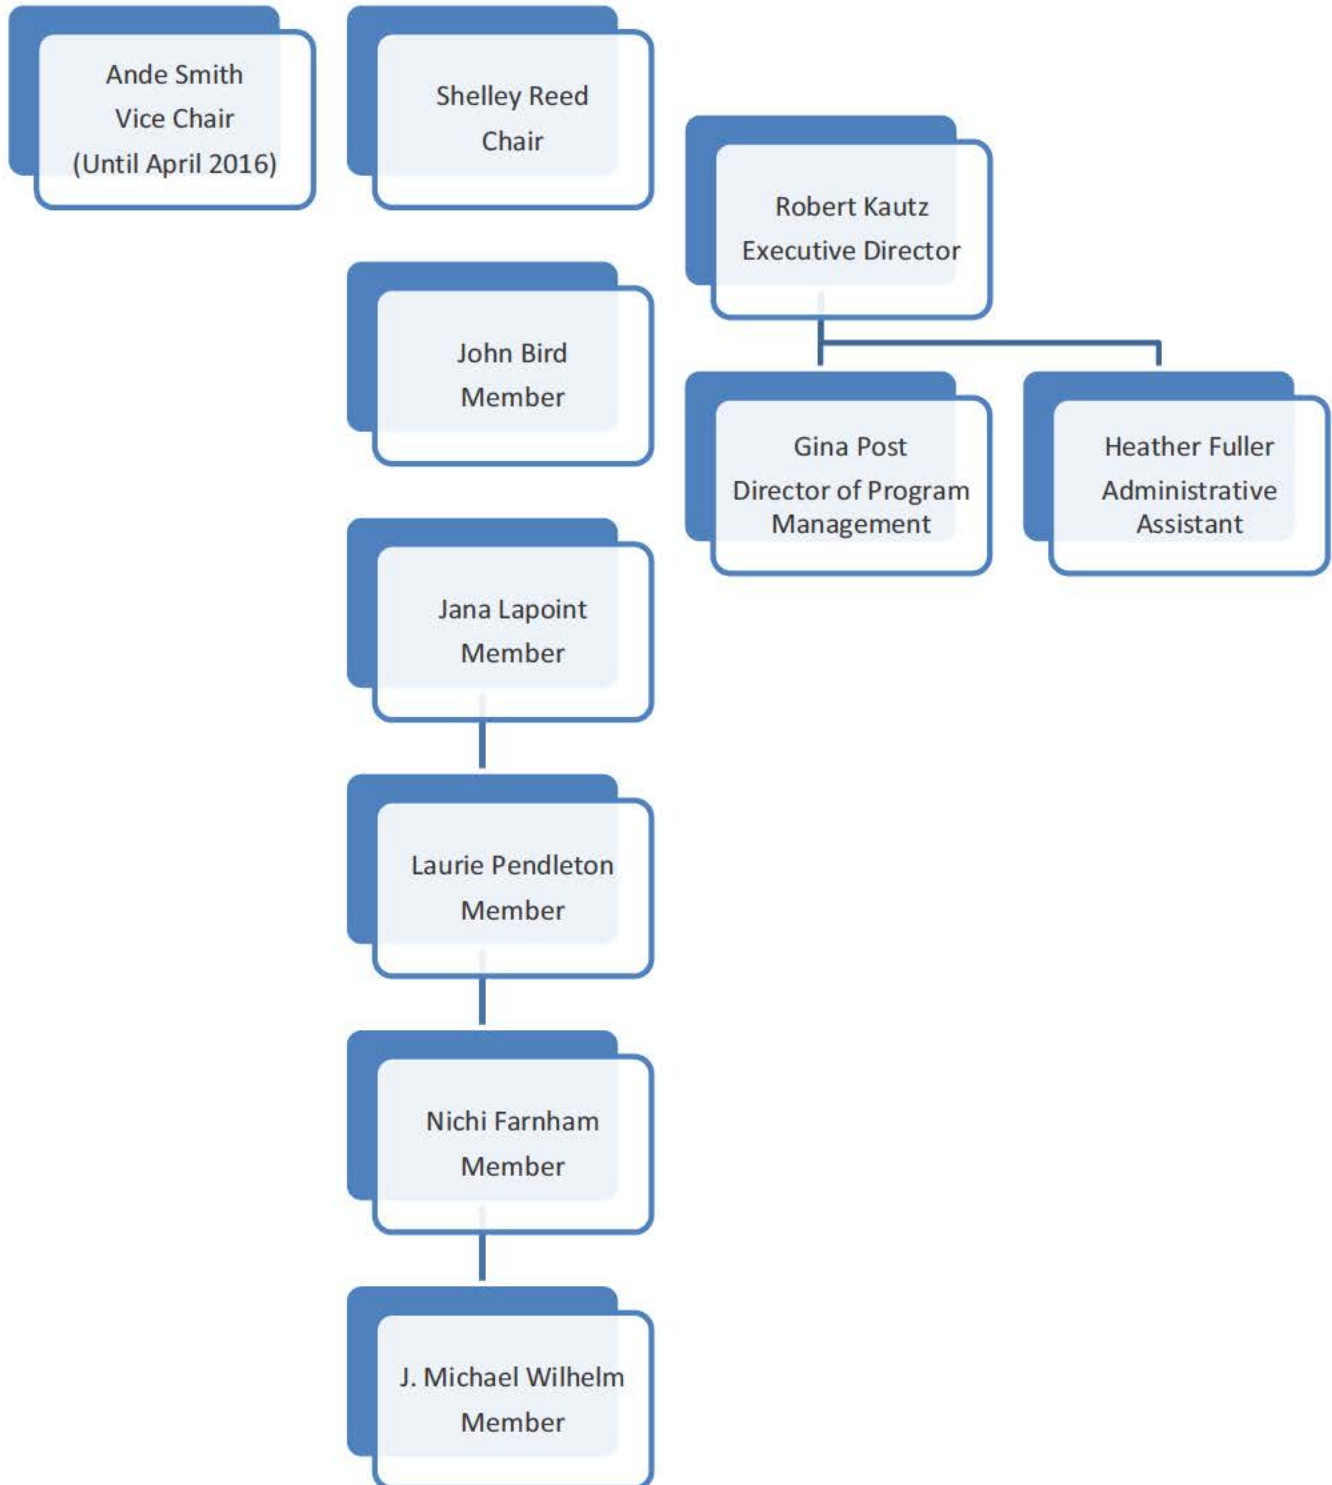 Ande Smith
Vice Chair
(Until April 2016)
Shelley Reed
Chair
Robert Kautz
Executive Director
John Bird
Member
Gina Post
Director of Program
Management
Heather Fuller
Administrative
Assistant
Jana Lapoint
Member
Laurie Pendleton
Member
Nichi Farnham
Member
J. Michael Wilhelm
Member